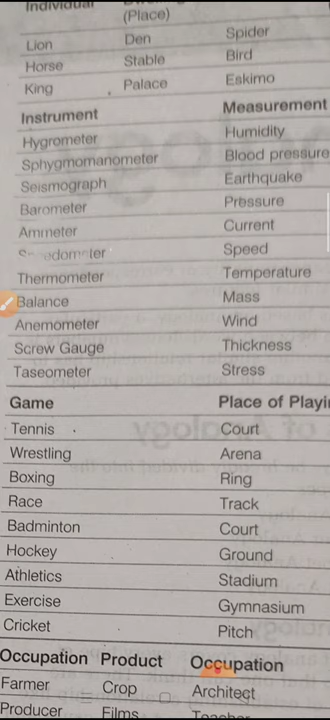 Individual
(Place)
Lion Den Spider
Horse Stable Bird
King Palace Eskimo
Instrument Measurement
Hygrometer Humidity
Sphygmomanometer Blood pressure
Seismograph Earthquake
Barometer Pressure
Ammeter Current
Speedometer Speed
Thermometer Temperature
Balance Mass
Anemometer Wind
Screw Gauge Thickness
Taseometer Stress
Game Place of Playi
Tennis Court
Wrestling Arena
Boxing Ring
Race Track
Badminton Court
Hockey Ground
Athletics Stadium
Exercise Gymnasium
Cricket Pitch
Occupation Product Occupation
Farmer Crop Architect
Producer Films Teacher